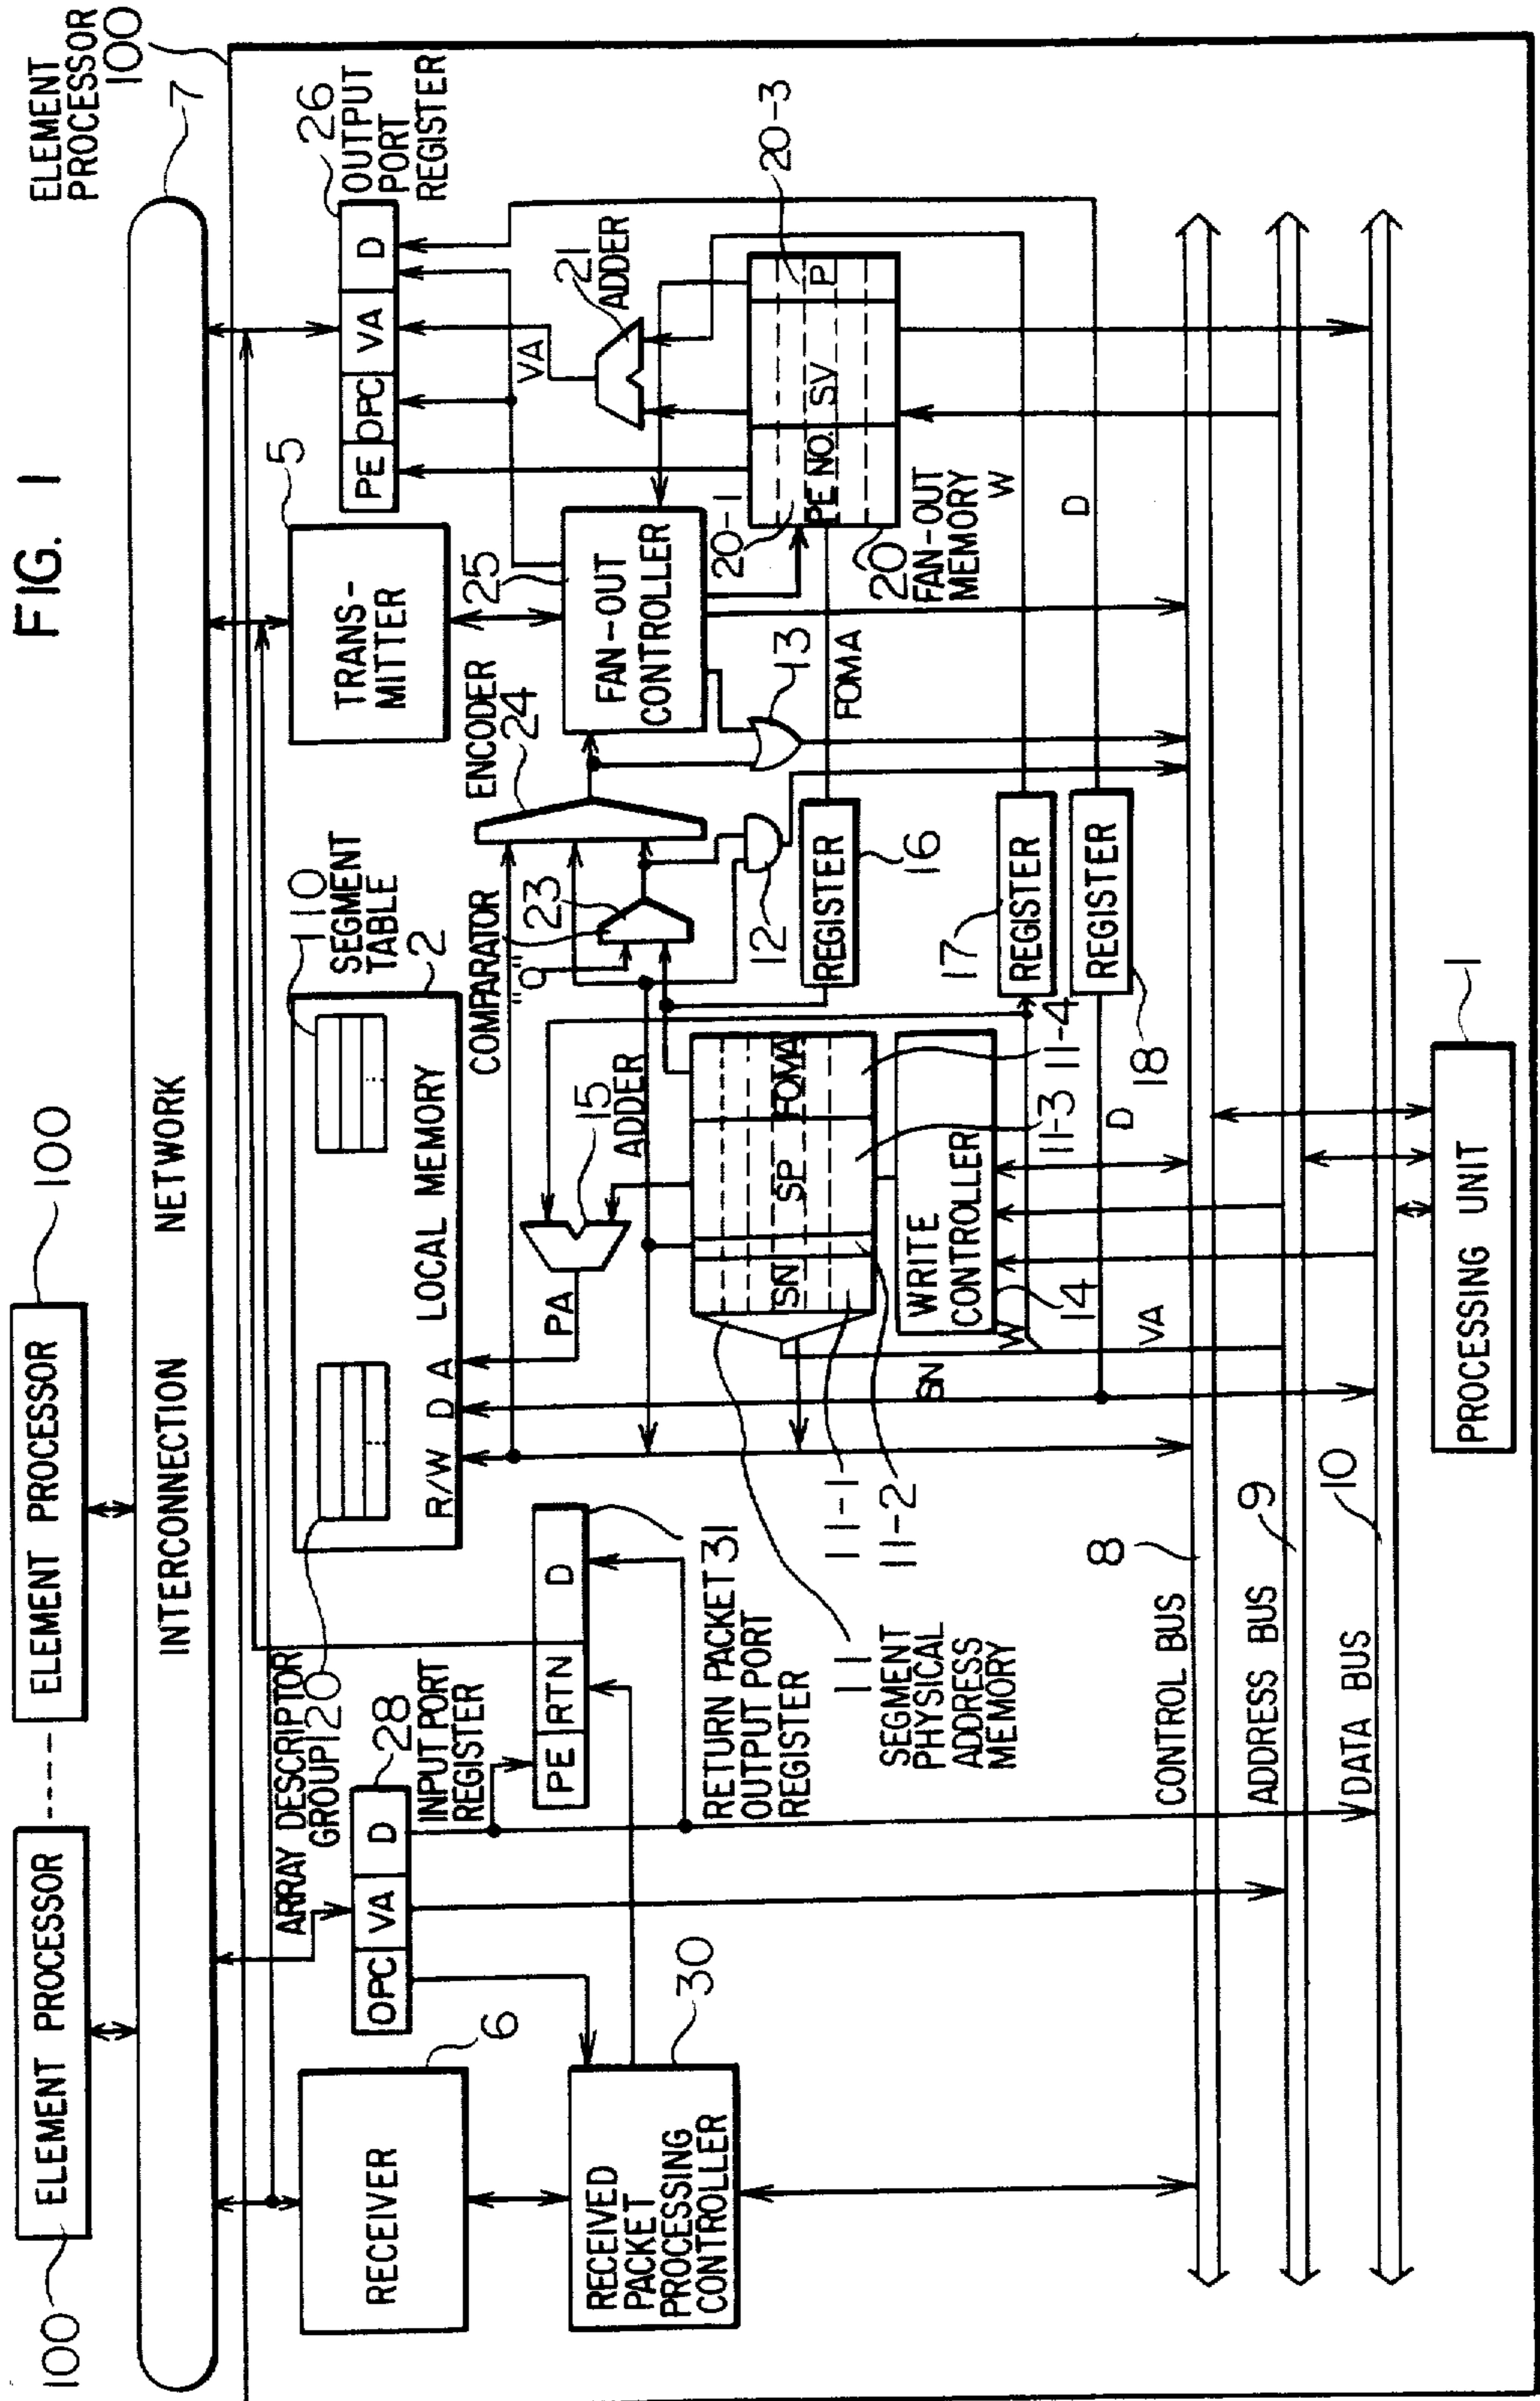 FIG. 1
100
ELEMENT PROCESSOR
100
ELEMENT PROCESSOR
ELEMENT
PROCESSOR
100
INTERCONNECTION
NETWORK
7
RECEIVER
6
ARRAY DESCRIPTOR
GROUP 120
OPC
VA
D
28
INPUT PORT
REGISTER
RECEIVED
PACKET
PROCESSING
CONTROLLER
30
PE
RTN
D
RETURN PACKET 31
OUTPUT PORT
REGISTER
110
SEGMENT
TABLE
2
LOCAL MEMORY
R/W
D
A
PA
15
ADDER
COMPARATOR
"0"
23
ENCODER
24
12
TRANS-
MITTER
5
FAN-OUT
CONTROLLER
25
13
PE
OPC
VA
D
26
OUTPUT
PORT
REGISTER
VA
21
ADDER
20-1
PE NO.
SV
P
20-3
20
FAN-OUT
MEMORY
FOMA
W
D
SN
SP
FOMA
11-1
11-2
11-3
11-4
11
SEGMENT
PHYSICAL
ADDRESS
MEMORY
WRITE
CONTROLLER
14
W
SN
VA
REGISTER
16
17
REGISTER
REGISTER
18
D
CONTROL BUS
8
ADDRESS BUS
9
DATA BUS
10
PROCESSING UNIT
1